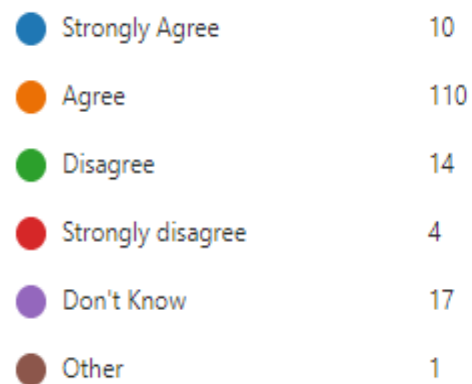 Strongly Agree 10
Agree 110
Disagree 14
Strongly disagree 4
Don't Know 17
Other 1